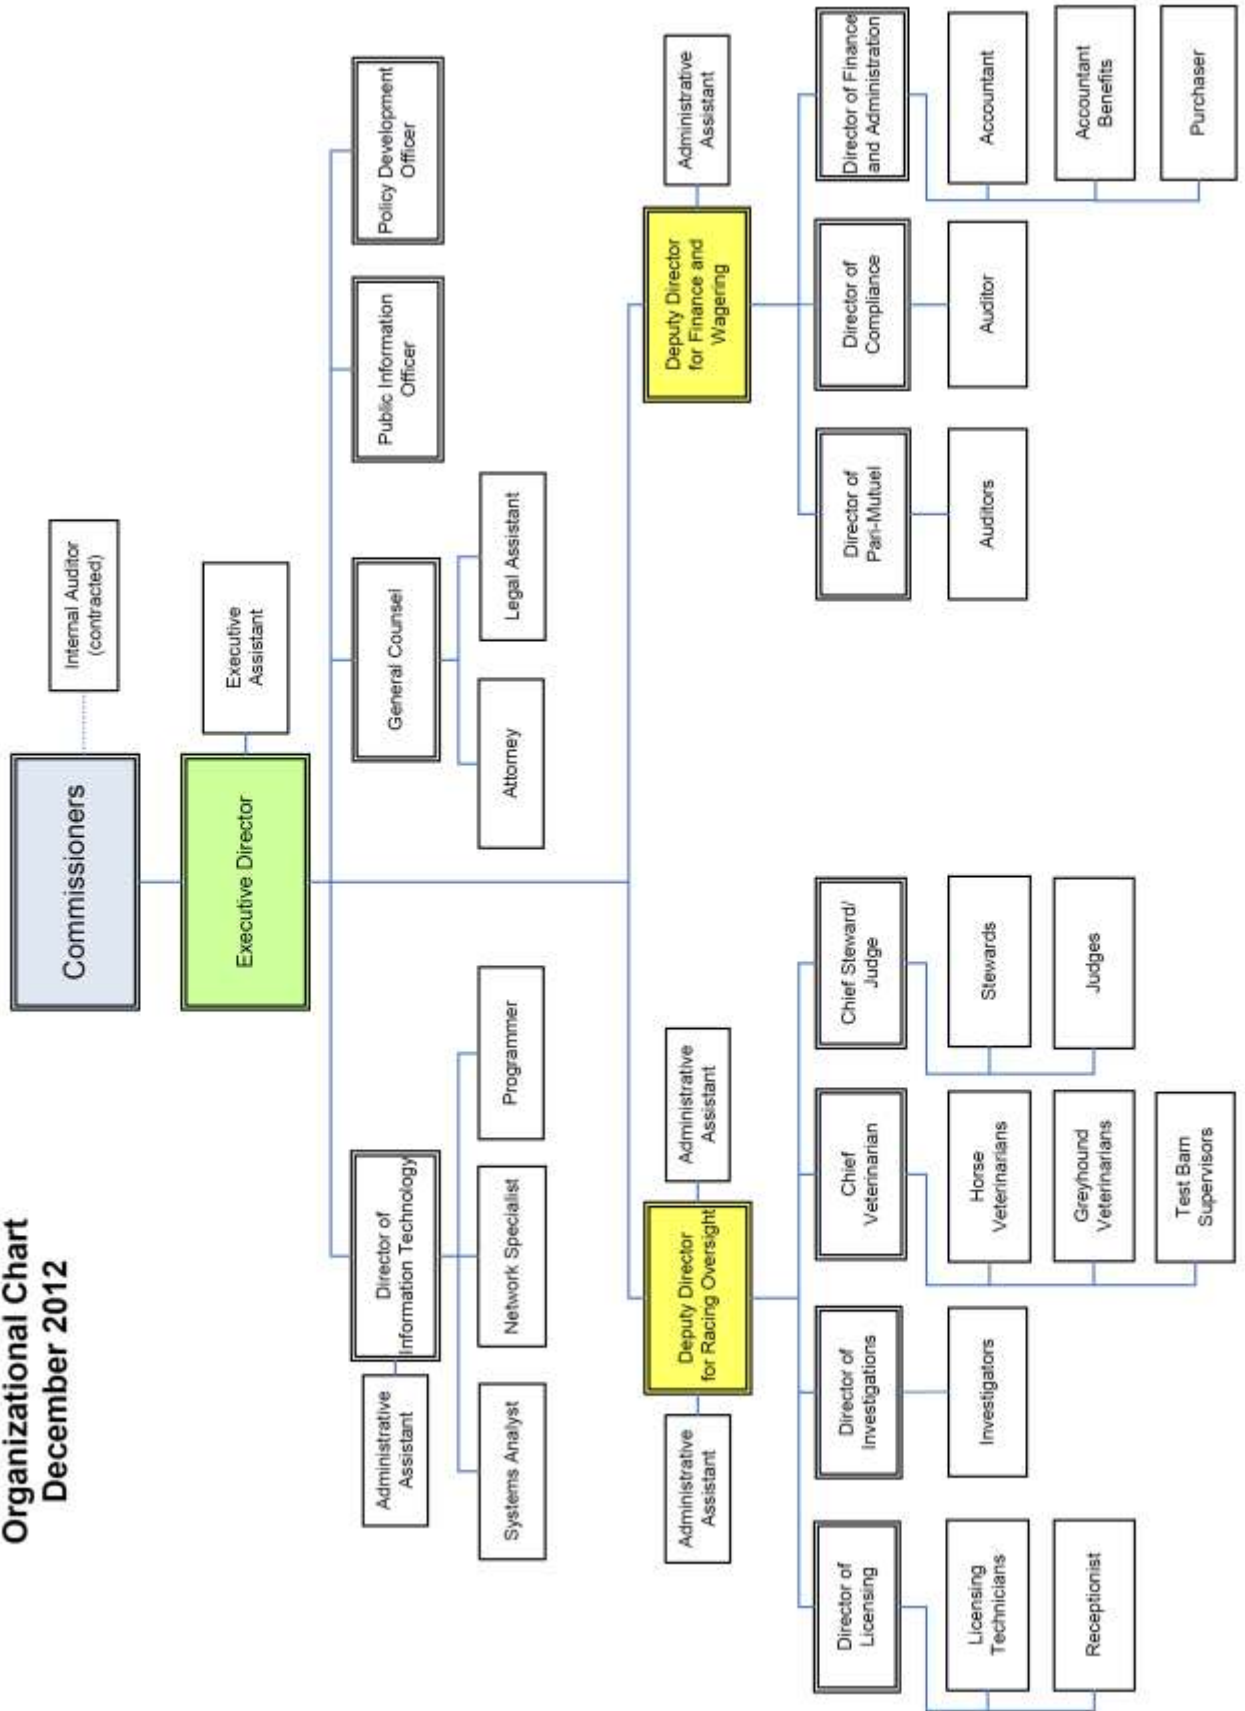 Organizational Chart
December 2012
Commissioners
Internal Auditor
(contracted)
Executive Director
Executive
Assistant
Director of
Information Technology
Administrative
Assistant
Systems Analyst
Network Specialist
Programmer
General Counsel
Attorney
Legal Assistant
Public Information
Officer
Policy Development
Officer
Deputy Director
for Racing Oversight
Administrative
Assistant
Administrative
Assistant
Deputy Director
for Finance and
Wagering
Administrative
Assistant
Director of
Licensing
Licensing
Technicians
Receptionist
Director of
Investigations
Investigators
Chief
Veterinarian
Horse
Veterinarians
Greyhound
Veterinarians
Test Barn
Supervisors
Chief Steward/
Judge
Stewards
Judges
Director of
Pari-Mutuel
Auditors
Director of
Compliance
Auditor
Director of Finance
and Administration
Accountant
Accountant
Benefits
Purchaser